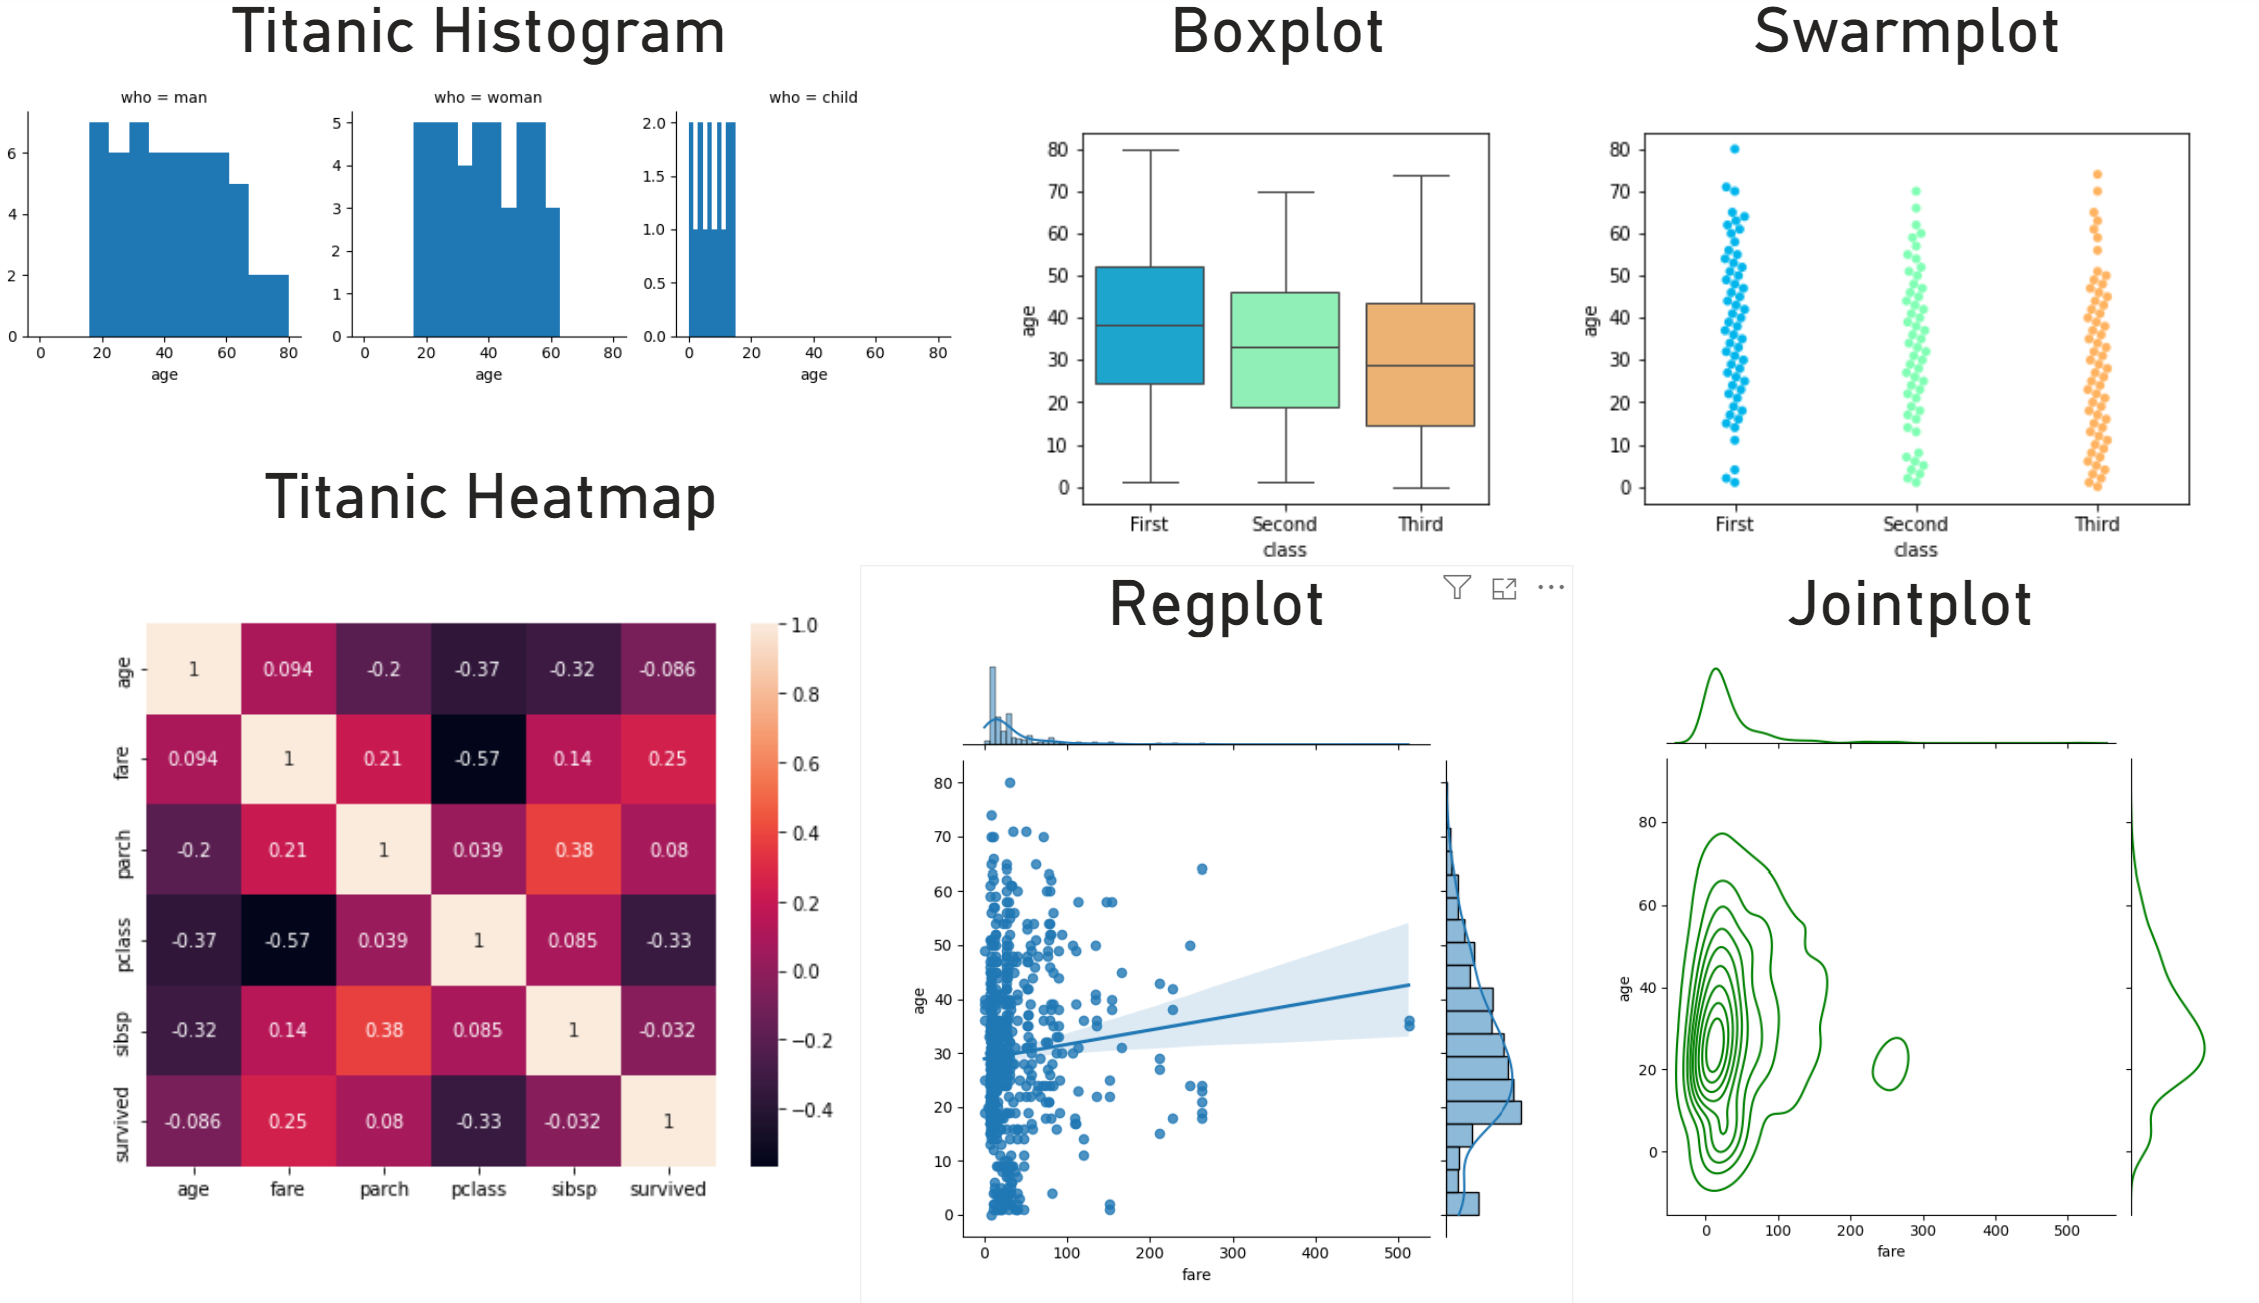 Titanic Histogram
who = man
who = woman
who = child
6
4
2
0
0 20 40 60 80
age
5
4
3
2
1
0
0 20 40 60 80
age
2.0
1.5
1.0
0.5
0.0
0 20 40 60 80
age
Boxplot
80
70
60
50
40
30
20
10
0
age
First Second Third
class
Swarmplot
80
70
60
50
40
30
20
10
0
age
First Second Third
class
Titanic Heatmap
age 1 0.094 -0.2 -0.37 -0.32 -0.086
fare 0.094 1 0.21 -0.57 0.14 0.25
parch -0.2 0.21 1 0.039 0.38 0.08
pclass -0.37 -0.57 0.039 1 0.085 -0.33
sibsp -0.32 0.14 0.38 0.085 1 -0.032
survived -0.086 0.25 0.08 -0.33 -0.032 1
age fare parch pclass sibsp survived
1.0
0.8
0.6
0.4
0.2
0.0
−0.2
−0.4
Regplot
80
70
60
50
40
30
20
10
0
age
0 100 200 300 400 500
fare
Jointplot
80
60
40
20
0
age
0 100 200 300 400 500
fare